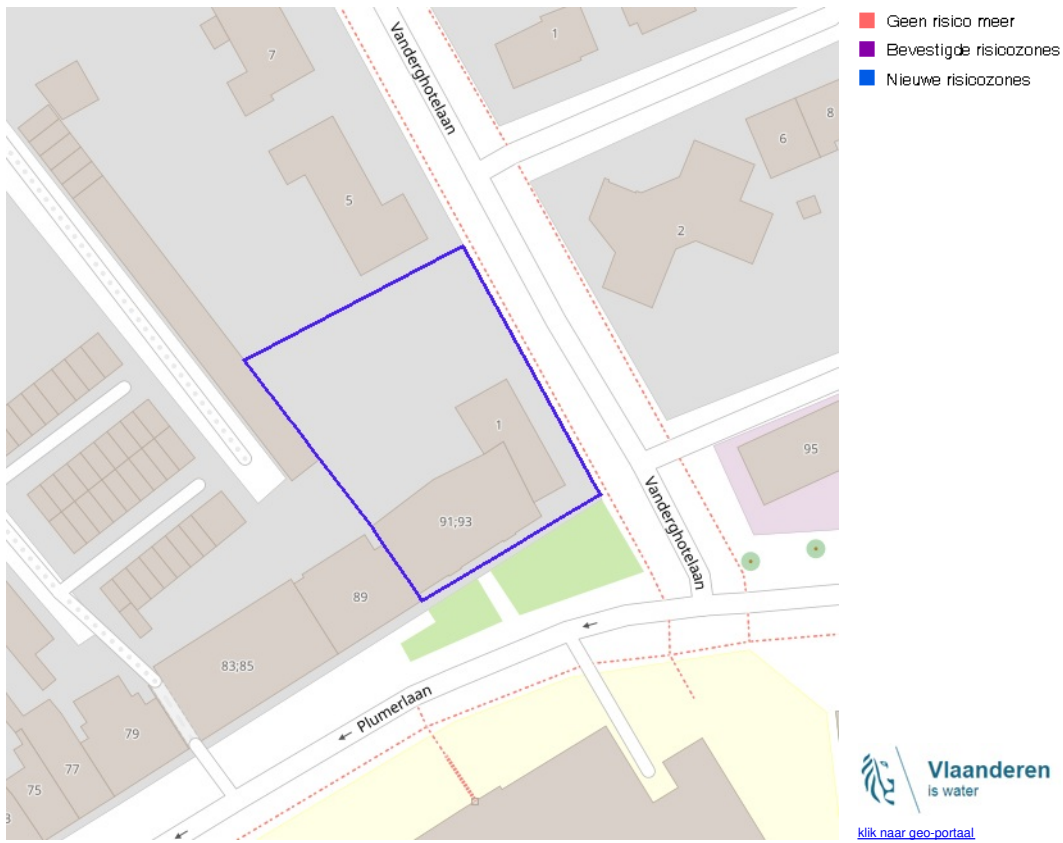 Geen risico meer
Bevestigde risicozones
Nieuwe risicozones
Vanderghotelaan
1
7
8
6
5
2
1
95
91;93
Vanderghotelaan
89
83;85
Plumerlaan
79
77
75
3
Vlaanderen
is water
klik naar geo-portaal